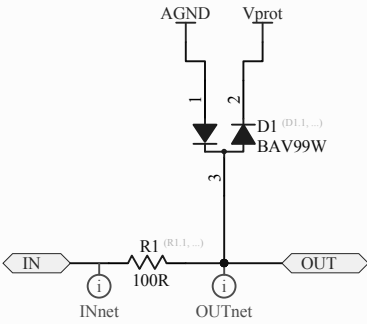 AGND Vprot
1 2
D1 (D1.1, ...)
BAV99W
3
IN R1 (R1.1, ...) OUT
100R
i i
INnet OUTnet